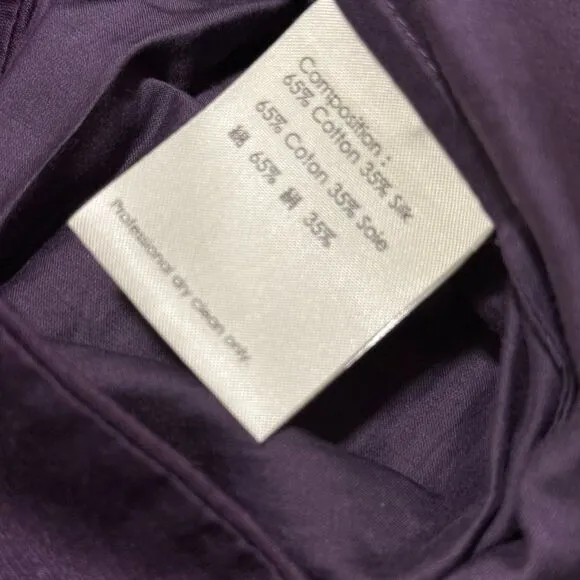 Composition :
65% Cotton 35% Silk
65% Coton 35% Soie
綿 65% 絹 35%
Professional dry clean only